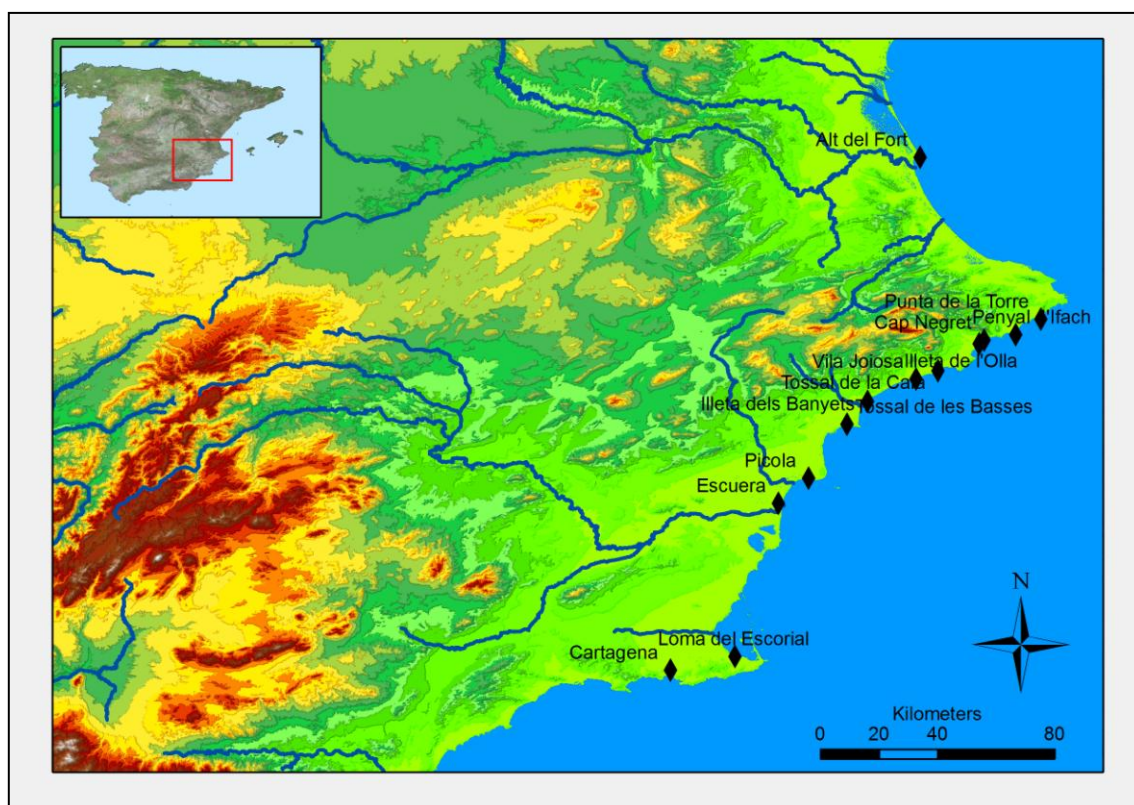 Alt del Fort
Punta de la Torre
Cap Negret
Penyal d'Ifach
Vila Joiosa
Illeta de l'Olla
Tossal de la Cala
Illeta dels Banyets
Tossal de les Basses
Picola
Escuera
Loma del Escorial
Cartagena
N
Kilometers
0 20 40 80